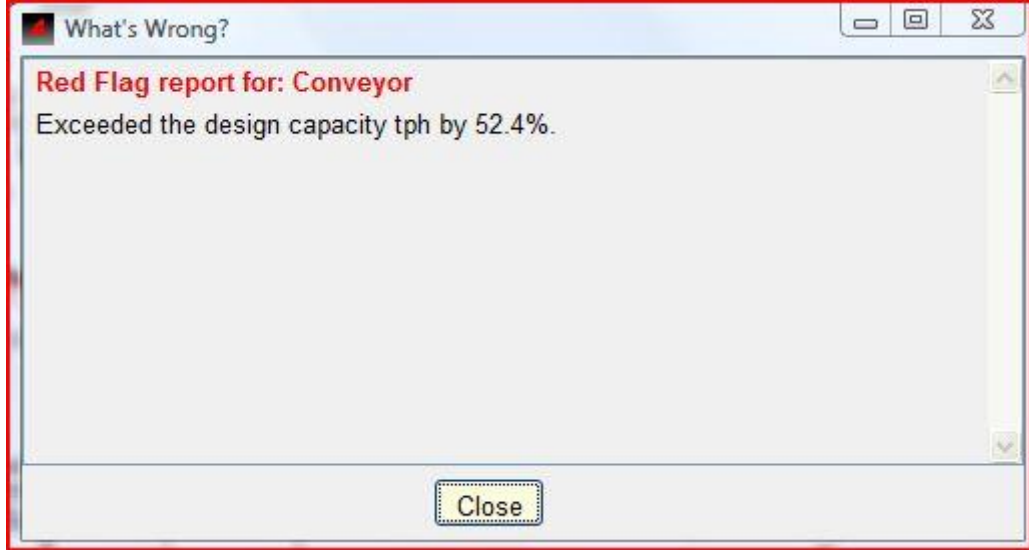 What's Wrong?
Red Flag report for: Conveyor
Exceeded the design capacity tph by 52.4%.
Close